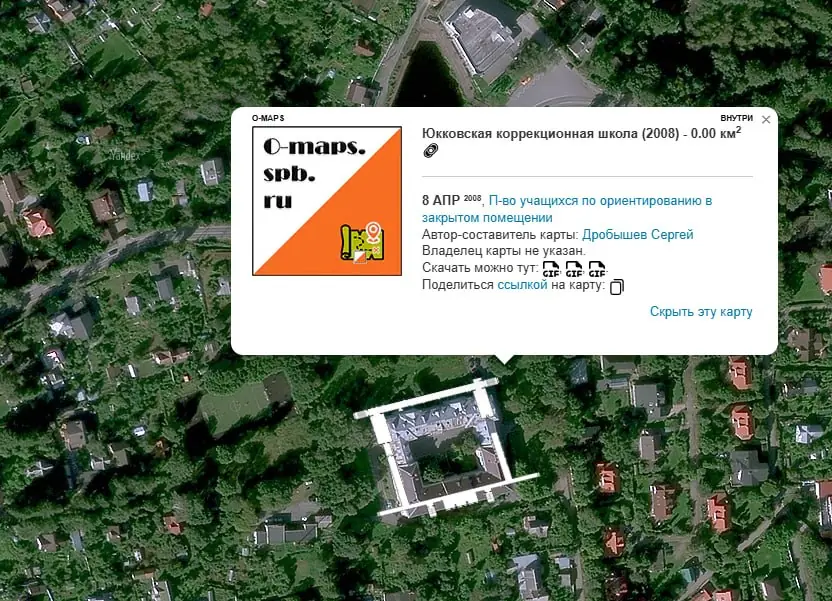 O-MAPS
ВНУТРИ
O-maps.
spb.
ru
Юкковская коррекционная школа (2008) - 0.00 км2
8 АПР 2008, П-во учащихся по ориентированию в
закрытом помещении
Автор-составитель карты: Дробышев Сергей
Владелец карты не указан.
Скачать можно тут: GIF, GIF, GIF.
Поделиться ссылкой на карту:
Скрыть эту карту
Yandex